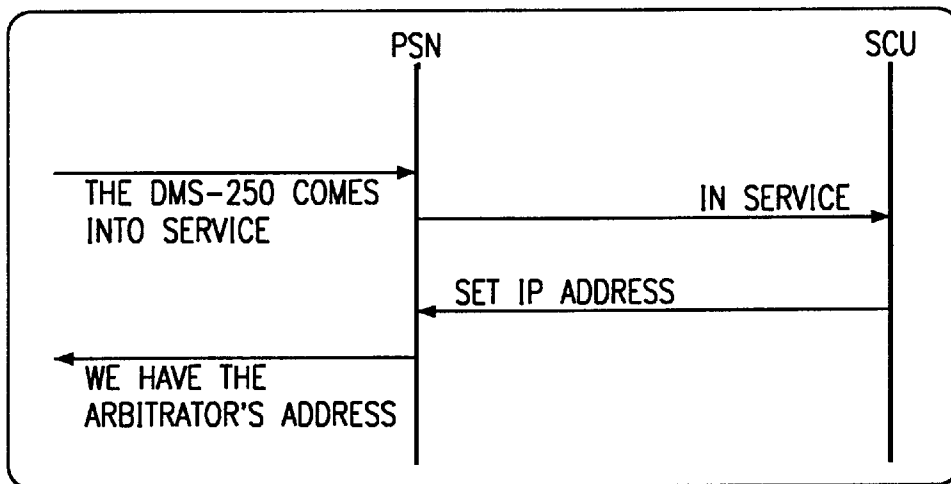 PSN
SCU
THE DMS-250 COMES
INTO SERVICE
IN SERVICE
SET IP ADDRESS
WE HAVE THE
ARBITRATOR'S ADDRESS